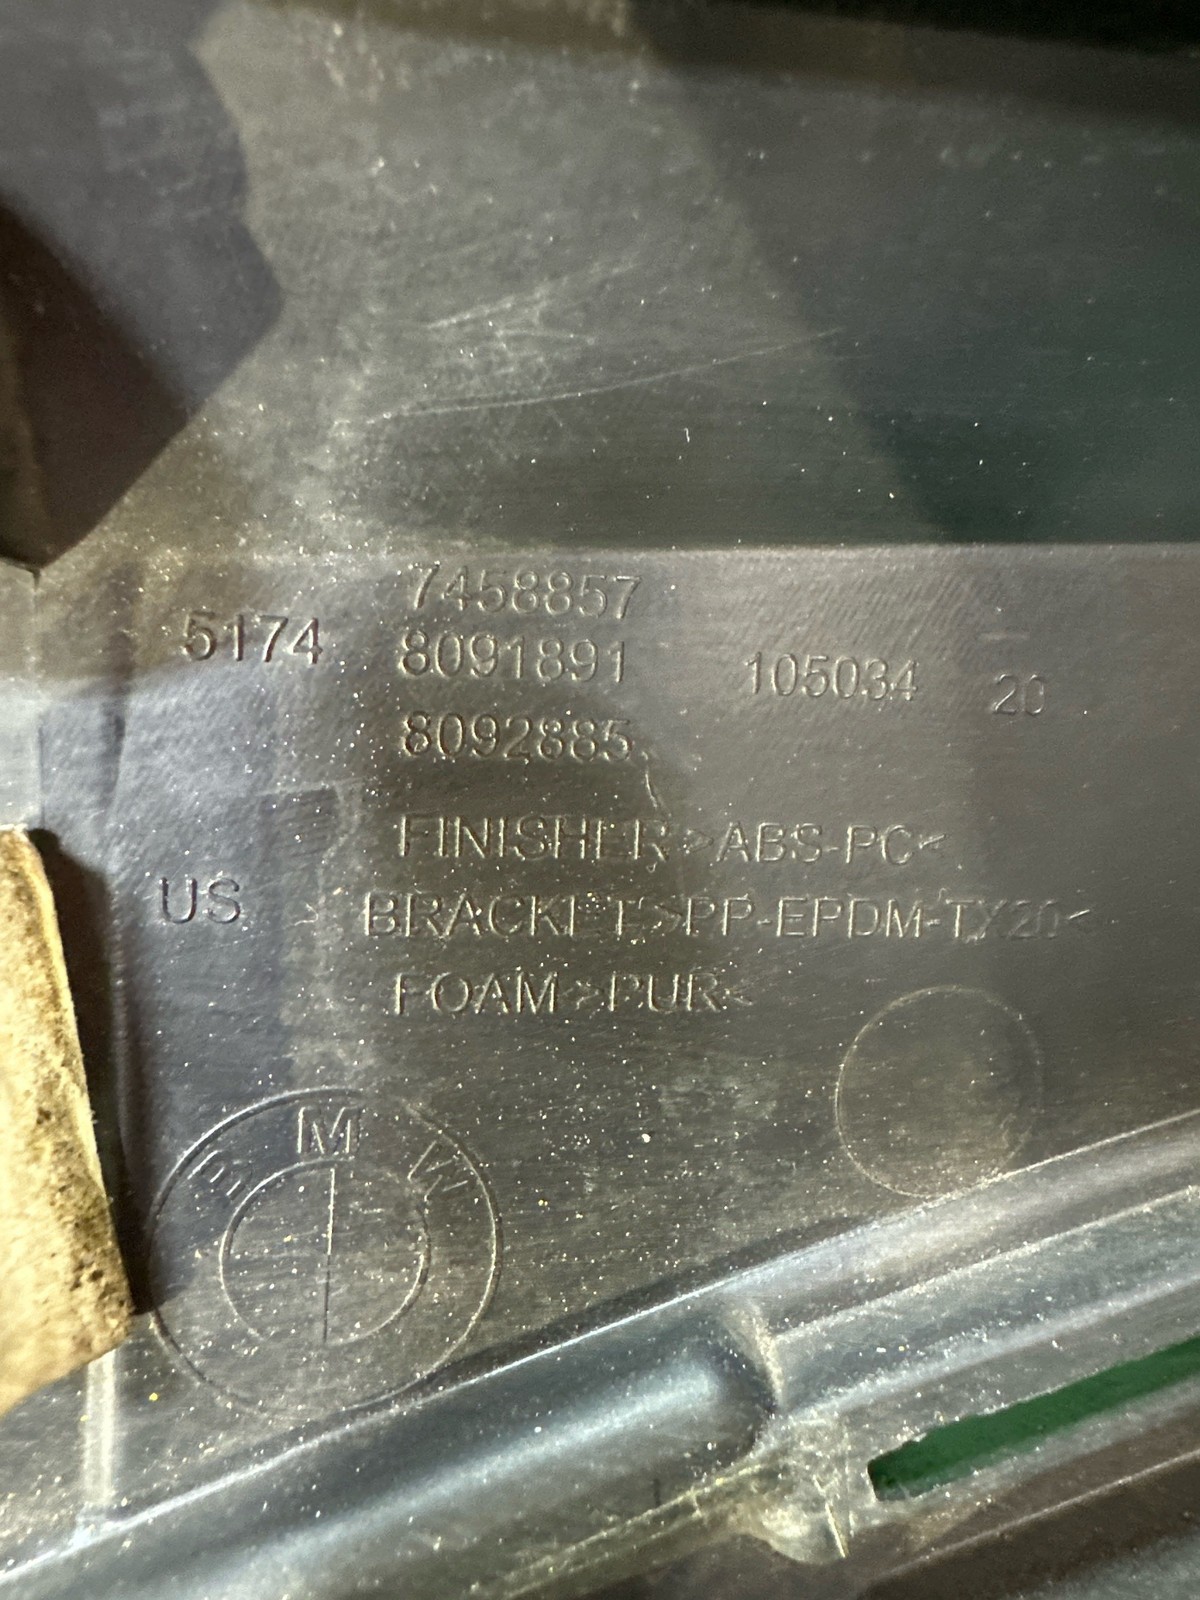 7458857
5174 8091891 105034 20
8092885
FINISHER >ABS-PC<
US BRACKET >PP-EPDM-TX20<
FOAM >PUR<
BMW